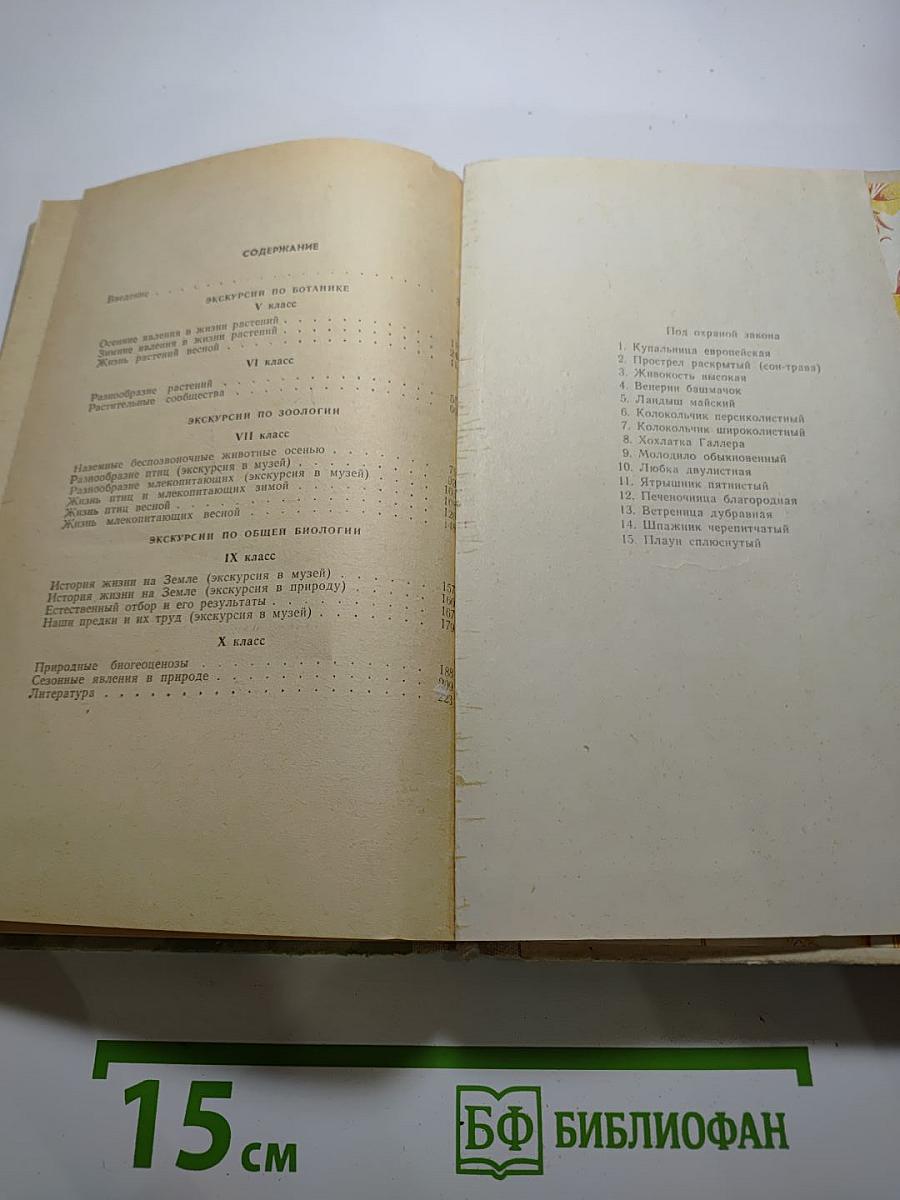 СОДЕРЖАНИЕ
Введение . . . . . . . . . . . . . . .
ЭКСКУРСИИ ПО БОТАНИКЕ
V класс
Осенние явления в жизни растений . . . . . . .
Зимние явления в жизни растений . . . . . . .
Жизнь растений весной . . . . . . . . . .
VI класс
Разнообразие растений . . . . . . . . . .
Растительные сообщества . . . . . . . . .
ЭКСКУРСИИ ПО ЗООЛОГИИ
VII класс
Наземные беспозвоночные животные осенью . . . . .
Разнообразие птиц (экскурсия в музей) . . . . . .
Разнообразие млекопитающих (экскурсия в музей) . . .
Жизнь птиц и млекопитающих зимой . . . . . .
Жизнь птиц весной . . . . . . . . . . .
Жизнь млекопитающих весной . . . . . . . .
ЭКСКУРСИИ ПО ОБЩЕЙ БИОЛОГИИ
IX класс
История жизни на Земле (экскурсия в музей) . . . . . 157
История жизни на Земле (экскурсия в природу) . . . . 160
Естественный отбор и его результаты . . . . . . . 167
Наши предки и их труд (экскурсия в музей) . . . . . 179
X класс
Природные биогеоценозы . . . . . . . . . . 188
Сезонные явления в природе . . . . . . . . . 209
Литература . . . . . . . . . . . . . . 223
Под охраной закона
1. Купальница европейская
2. Прострел раскрытый (сон-трава)
3. Живокость высокая
4. Венерин башмачок
5. Ландыш майский
6. Колокольчик персиколистный
7. Колокольчик широколистный
8. Хохлатка Галлера
9. Молодило обыкновенный
10. Любка двулистная
11. Ятрышник пятнистый
12. Печеночница благородная
13. Ветреница дубравная
14. Шпажник черепитчатый
15. Плаун сплюснутый
15 см
БФ БИБЛИОФАН